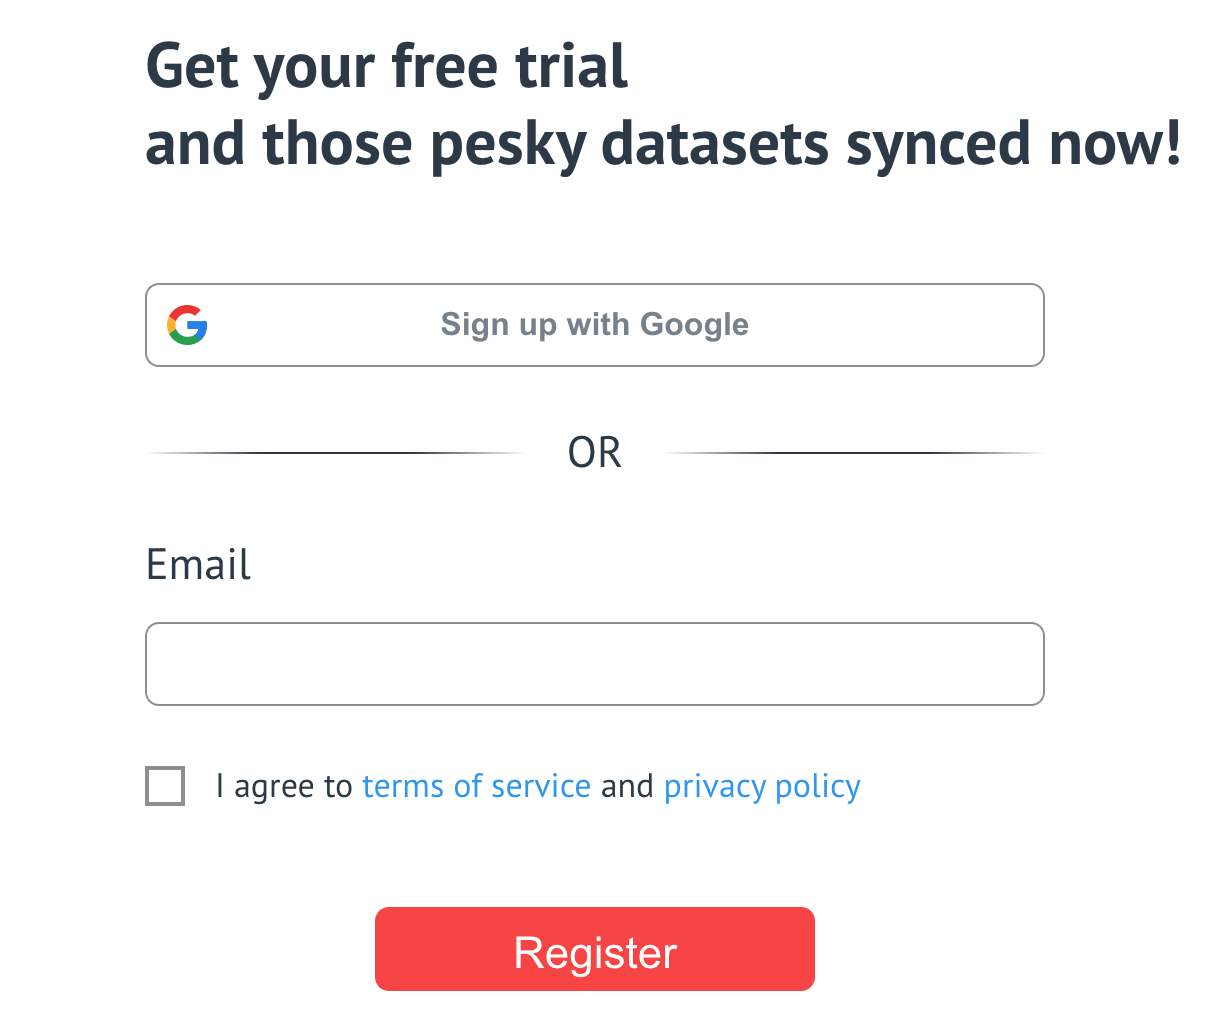 Get your free trial
and those pesky datasets synced now!
Sign up with Google
OR
Email
I agree to terms of service and privacy policy
Register